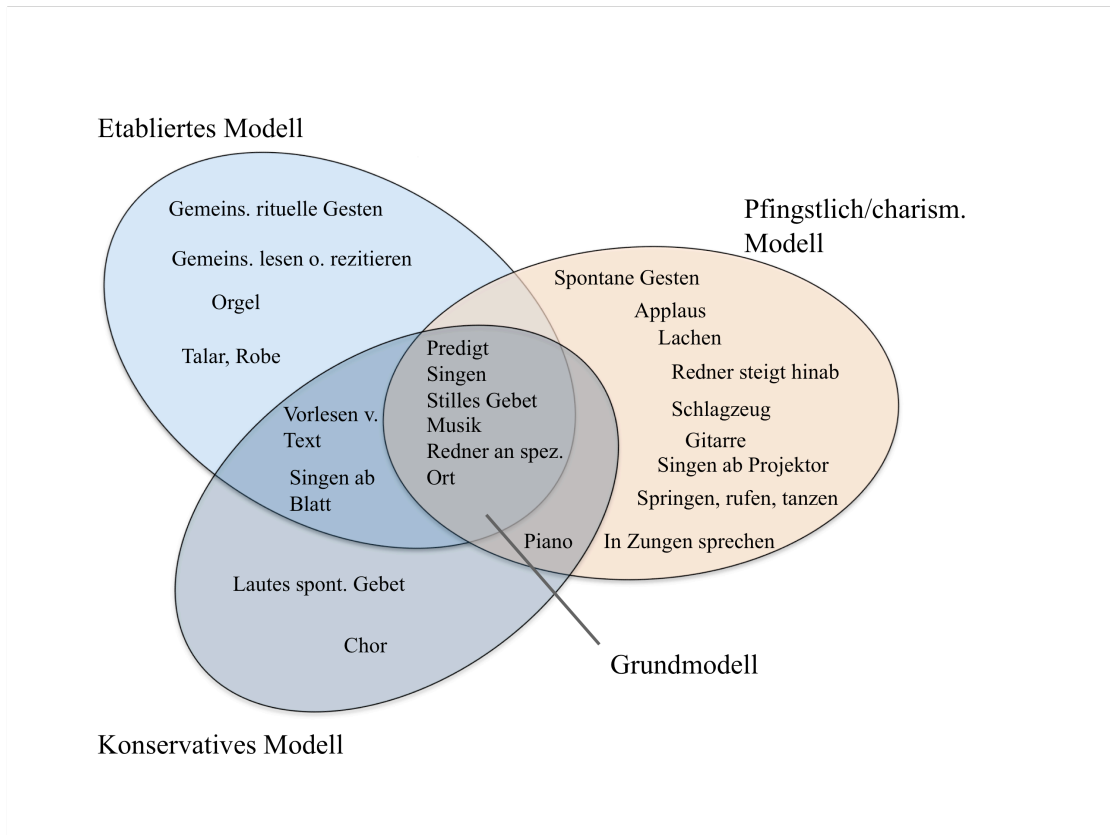 Etabliertes Modell
Gemeins. rituelle Gesten
Gemeins. lesen o. rezitieren
Orgel
Talar, Robe
Pfingstlich/charism.
Modell
Spontane Gesten
Applaus
Lachen
Redner steigt hinab
Schlagzeug
Gitarre
Singen ab Projektor
Springen, rufen, tanzen
In Zungen sprechen
Predigt
Singen
Stilles Gebet
Musik
Redner an spez.
Ort
Vorlesen v.
Text
Singen ab
Blatt
Piano
Lautes spont. Gebet
Chor
Grundmodell
Konservatives Modell